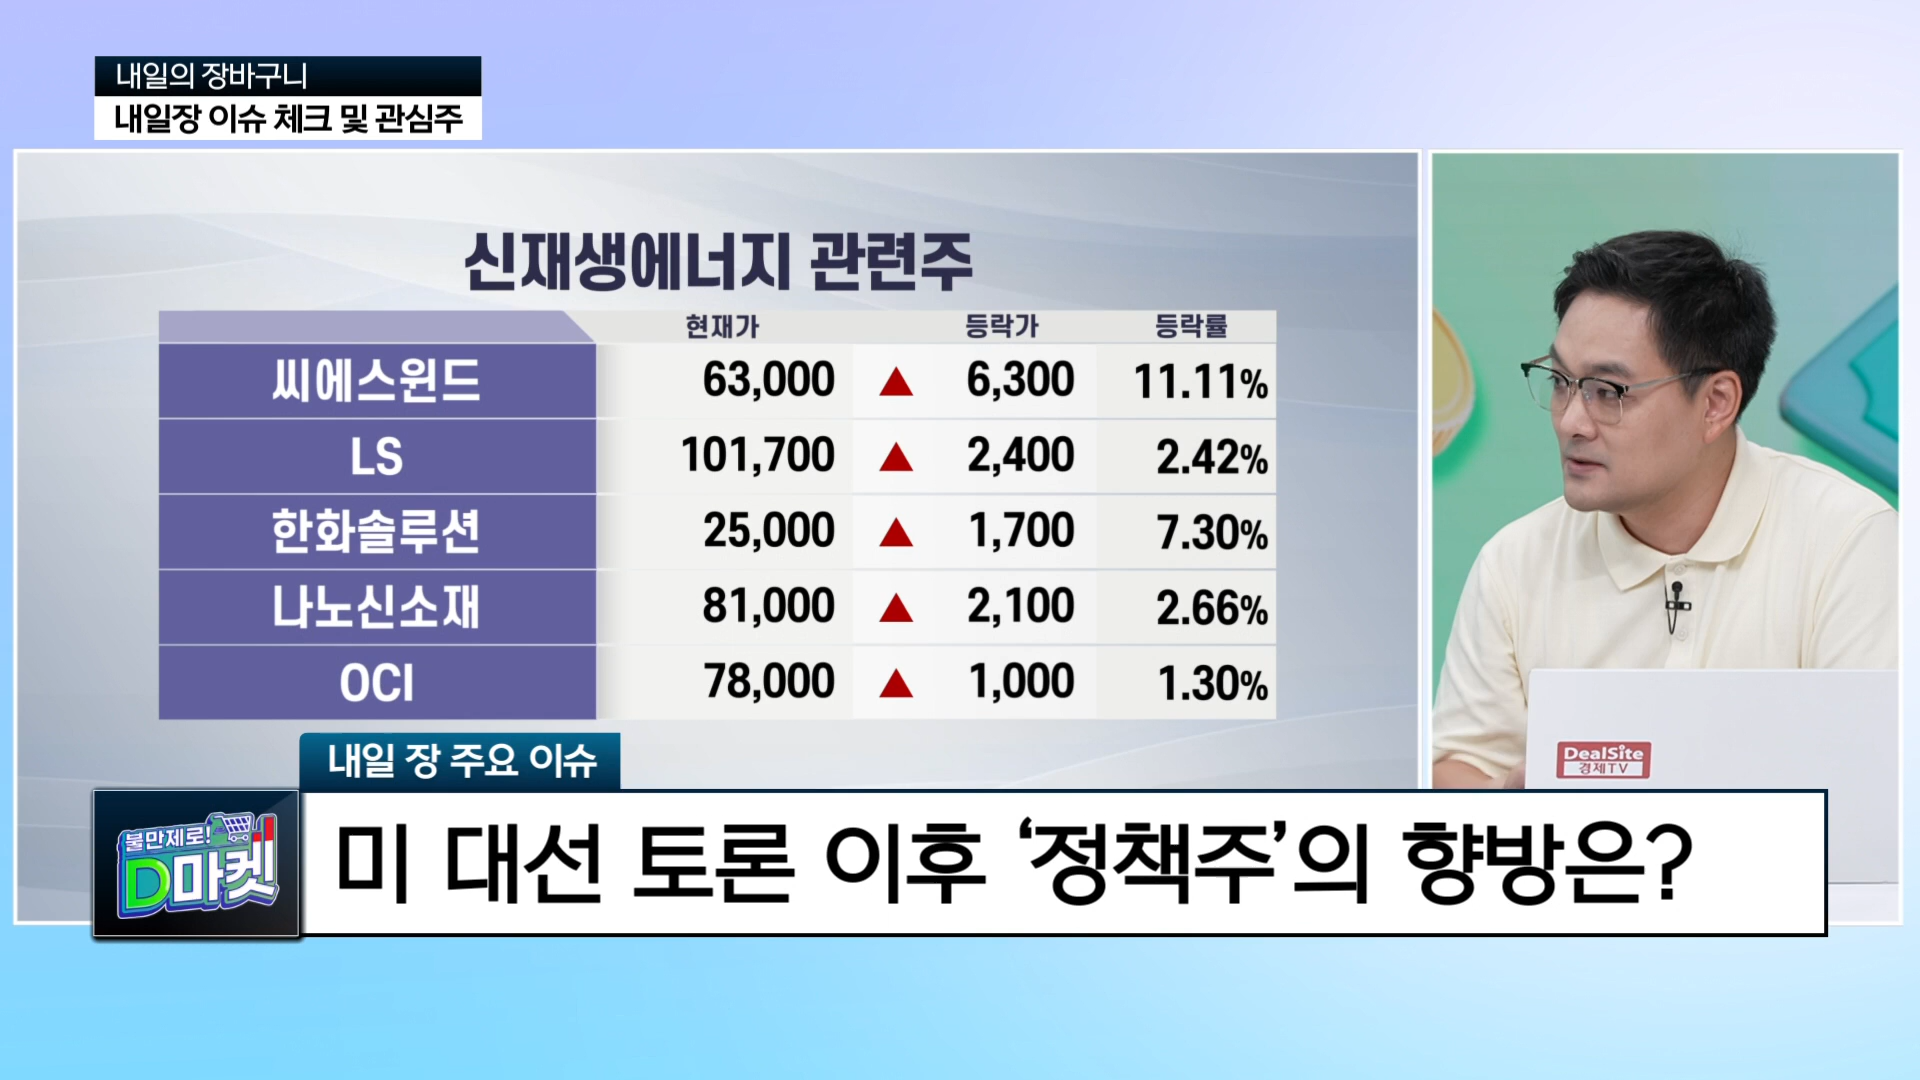 내일의 장바구니
내일장 이슈 체크 및 관심주
신재생에너지 관련주
현재가 등락가 등락률
씨에스윈드 63,000 ▲ 6,300 11.11%
LS 101,700 ▲ 2,400 2.42%
한화솔루션 25,000 ▲ 1,700 7.30%
나노신소재 81,000 ▲ 2,100 2.66%
OCI 78,000 ▲ 1,000 1.30%
DealSite
경제TV
내일 장 주요 이슈
불만제로!
D마켓
미 대선 토론 이후 ‘정책주’의 향방은?